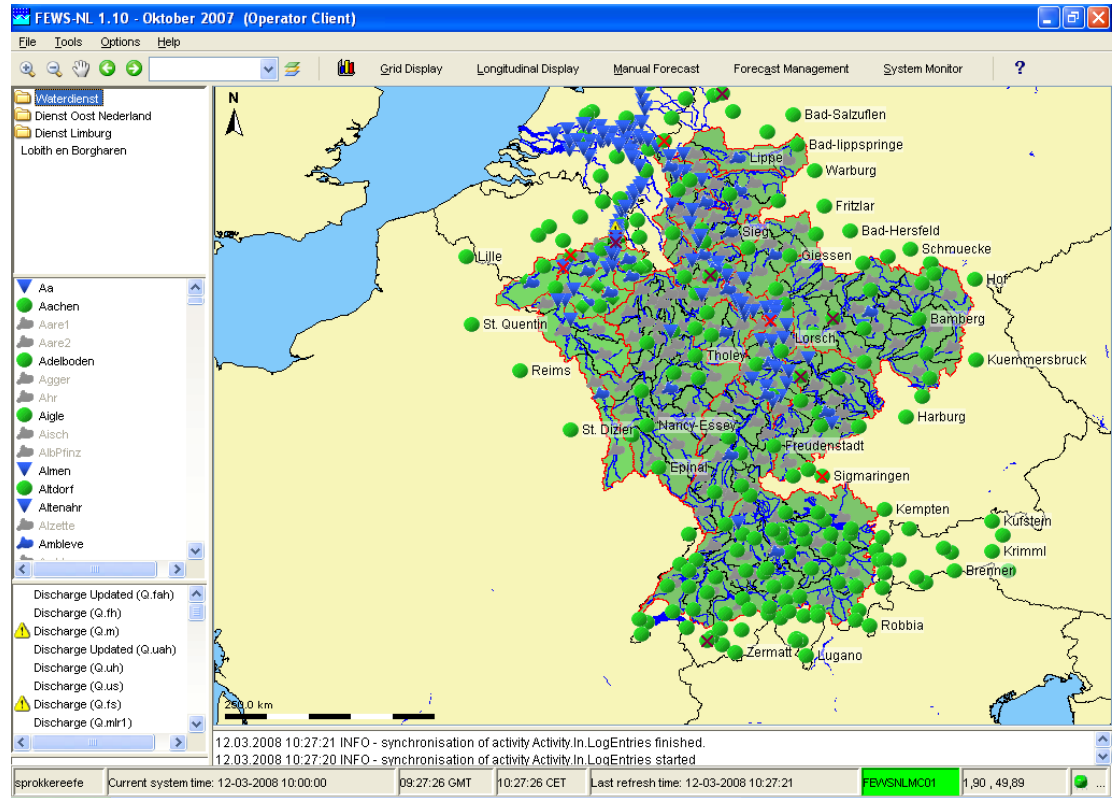 FEWS-NL 1.10 - Oktober 2007 (Operator Client)
File Tools Options Help
Grid Display Longitudinal Display Manual Forecast Forecast Management System Monitor ?
Waterdienst
Dienst Oost Nederland
Dienst Limburg
Lobith en Borgharen
Aa
Aachen
Aare1
Aare2
Adelboden
Agger
Ahr
Aigle
Aisch
AlbPfinz
Almen
Altdorf
Altenahr
Alzette
Ambleve
Discharge Updated (Q.fah)
Discharge (Q.fh)
Discharge (Q.m)
Discharge Updated (Q.uah)
Discharge (Q.uh)
Discharge (Q.us)
Discharge (Q.fs)
Discharge (Q.mlr1)
N
Bad-Salzuflen
Bad-lippspringe
Lippe
Warburg
Fritzlar
Sieg
Bad-Hersfeld
Lille
Giessen
Schmuecke
Hof
St. Quentin
Bamberg
Lorsch
Tholey
Kuemmersbruck
Reims
Harburg
St. Dizier
Nancy-Essey
Freudenstadt
Epinal
Sigmaringen
Kempten
Kufstein
Krimml
Brenner
Robbia
Zermatt
Lugano
250.0 km
12.03.2008 10:27:21 INFO - synchronisation of activity Activity.In.LogEntries finished.
12.03.2008 10:27:20 INFO - synchronisation of activity Activity.In.LogEntries started
sprokkereefe Current system time: 12-03-2008 10:00:00 09:27:26 GMT 10:27:26 CET Last refresh time: 12-03-2008 10:27:21 FEWSNLMC01 1,90 , 49,89 ...